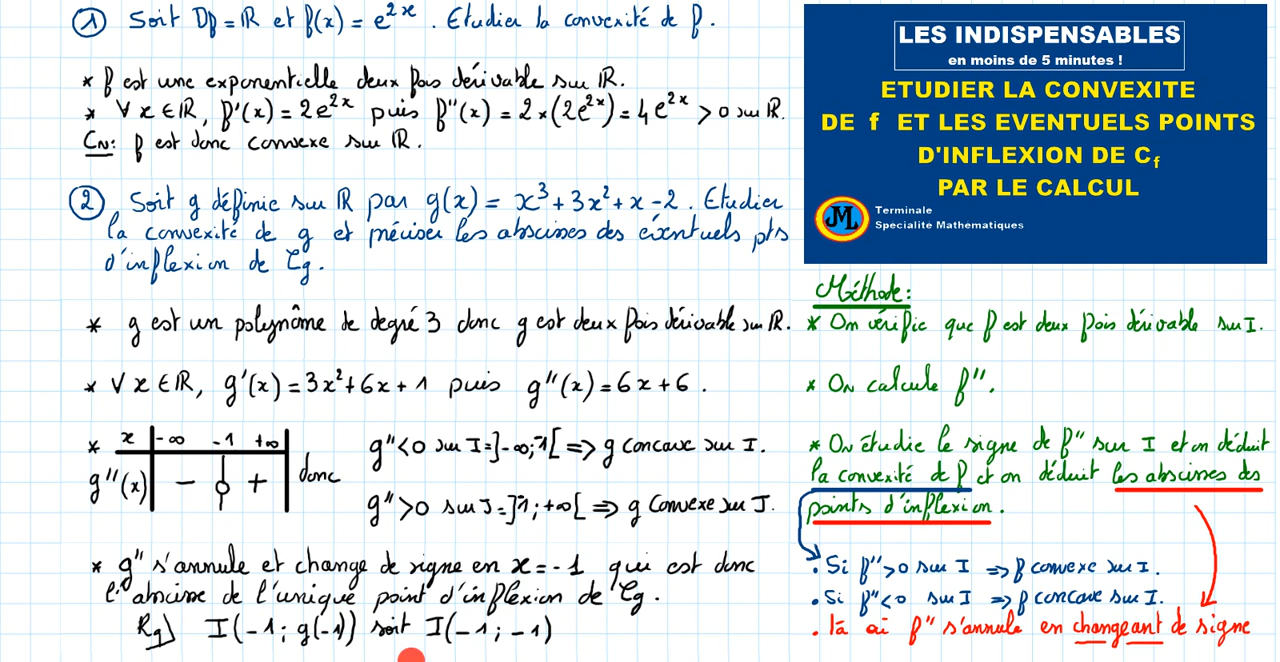 ① Soit Df = ℝ et f(x) = e^{2x}. Etudier la convexité de f.
* f est une exponentielle deux fois dérivable sur ℝ.
* ∀ x ∈ ℝ, f'(x) = 2e^{2x} puis f''(x) = 2×(2e^{2x}) = 4e^{2x} > 0 sur ℝ.
CN: f est donc convexe sur ℝ.
② Soit g définie sur ℝ par g(x) = x³ + 3x² + x - 2. Etudier
la convexité de g et préciser les abscisses des éventuels pts
d'inflexion de Cg.
* g est un polynôme de degré 3 donc g est deux fois dérivable sur ℝ.
* ∀ x ∈ ℝ, g'(x) = 3x² + 6x + 1 puis g''(x) = 6x + 6.
* x -∞ -1 +∞
g''(x) - 0 + donc
g'' < 0 sur I = ]-∞; -1[ ⟹ g concave sur I.
g'' > 0 sur J = ]-1; +∞[ ⟹ g convexe sur J.
* g'' s'annule et change de signe en x = -1 qui est donc
l'abscisse de l'unique point d'inflexion de Cg.
Rq) I(-1; g(-1)) soit I(-1; -1)
LES INDISPENSABLES
en moins de 5 minutes !
ETUDIER LA CONVEXITE
DE f ET LES EVENTUELS POINTS
D'INFLEXION DE Cf
PAR LE CALCUL
JML
Terminale
Spécialité Mathématiques
Méthode:
* On vérifie que f est deux fois dérivable sur I.
* On calcule f''.
* On étudie le signe de f'' sur I et on déduit
la convexité de f et on déduit les abscisses des
points d'inflexion.
. Si f'' > 0 sur I ⟹ f convexe sur I.
. Si f'' < 0 sur I ⟹ f concave sur I.
. Là où f'' s'annule en changeant de signe